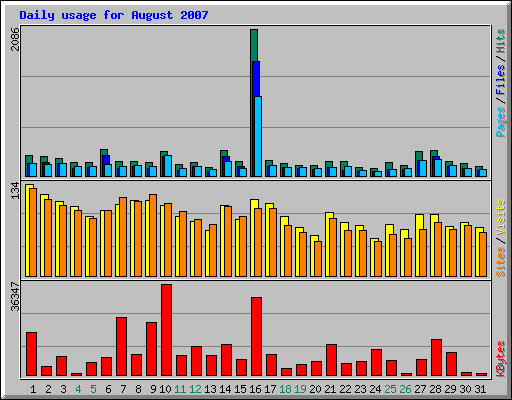 Daily usage for August 2007
2086
Pages / Files / Hits
134
Sites / Visits
36347
KBytes
1 2 3 4 5 6 7 8 9 10 11 12 13 14 15 16 17 18 19 20 21 22 23 24 25 26 27 28 29 30 31